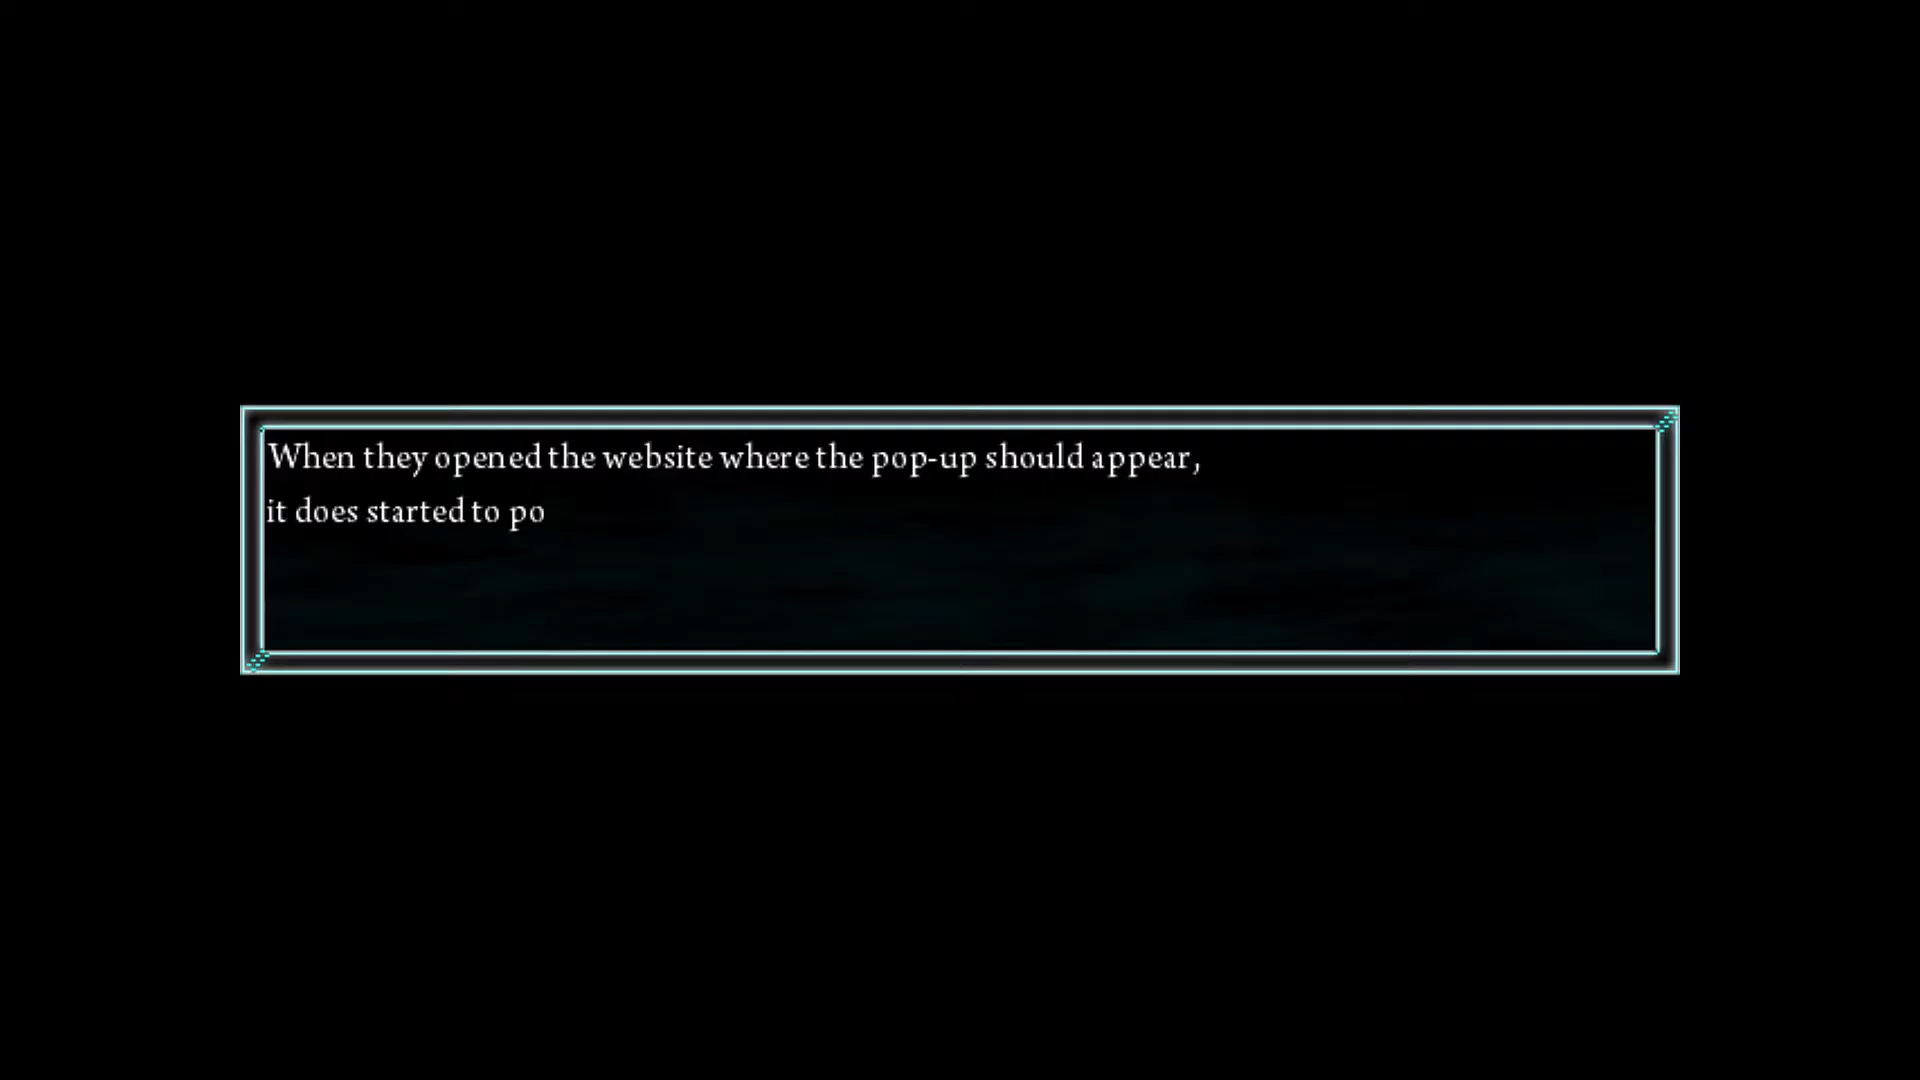 When they opened the website where the pop-up should appear,
it does started to po